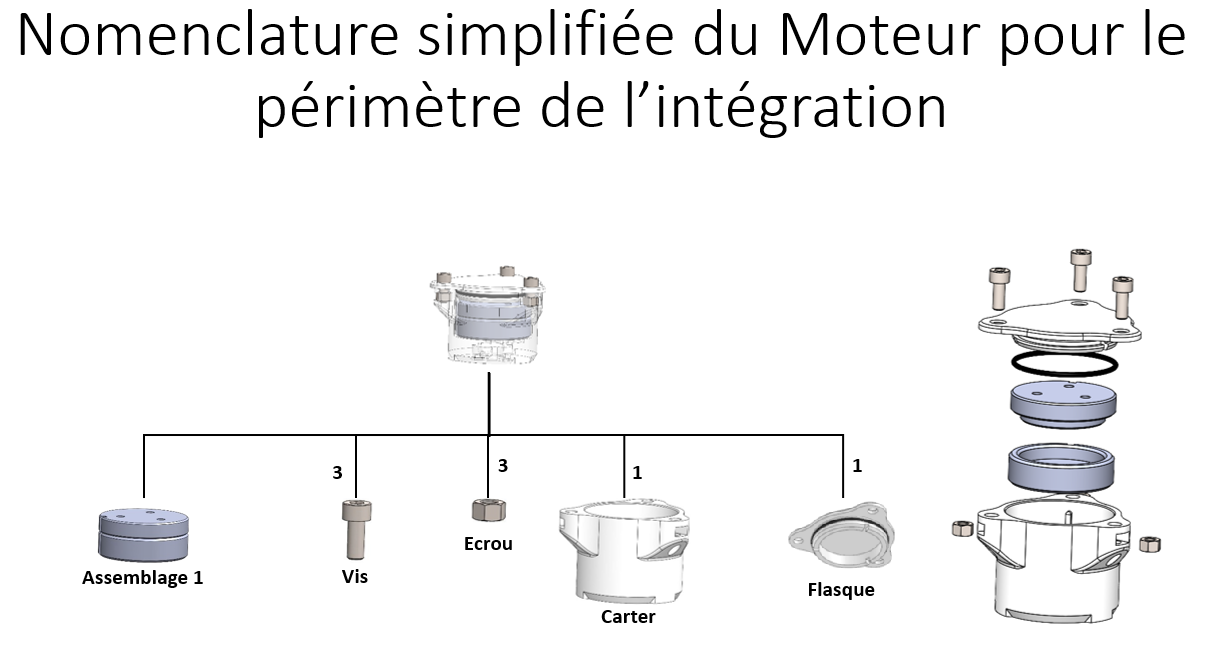 Nomenclature simplifiée du Moteur pour le
périmètre de l’intégration
3
3
1
1
Assemblage 1
Vis
Ecrou
Carter
Flasque